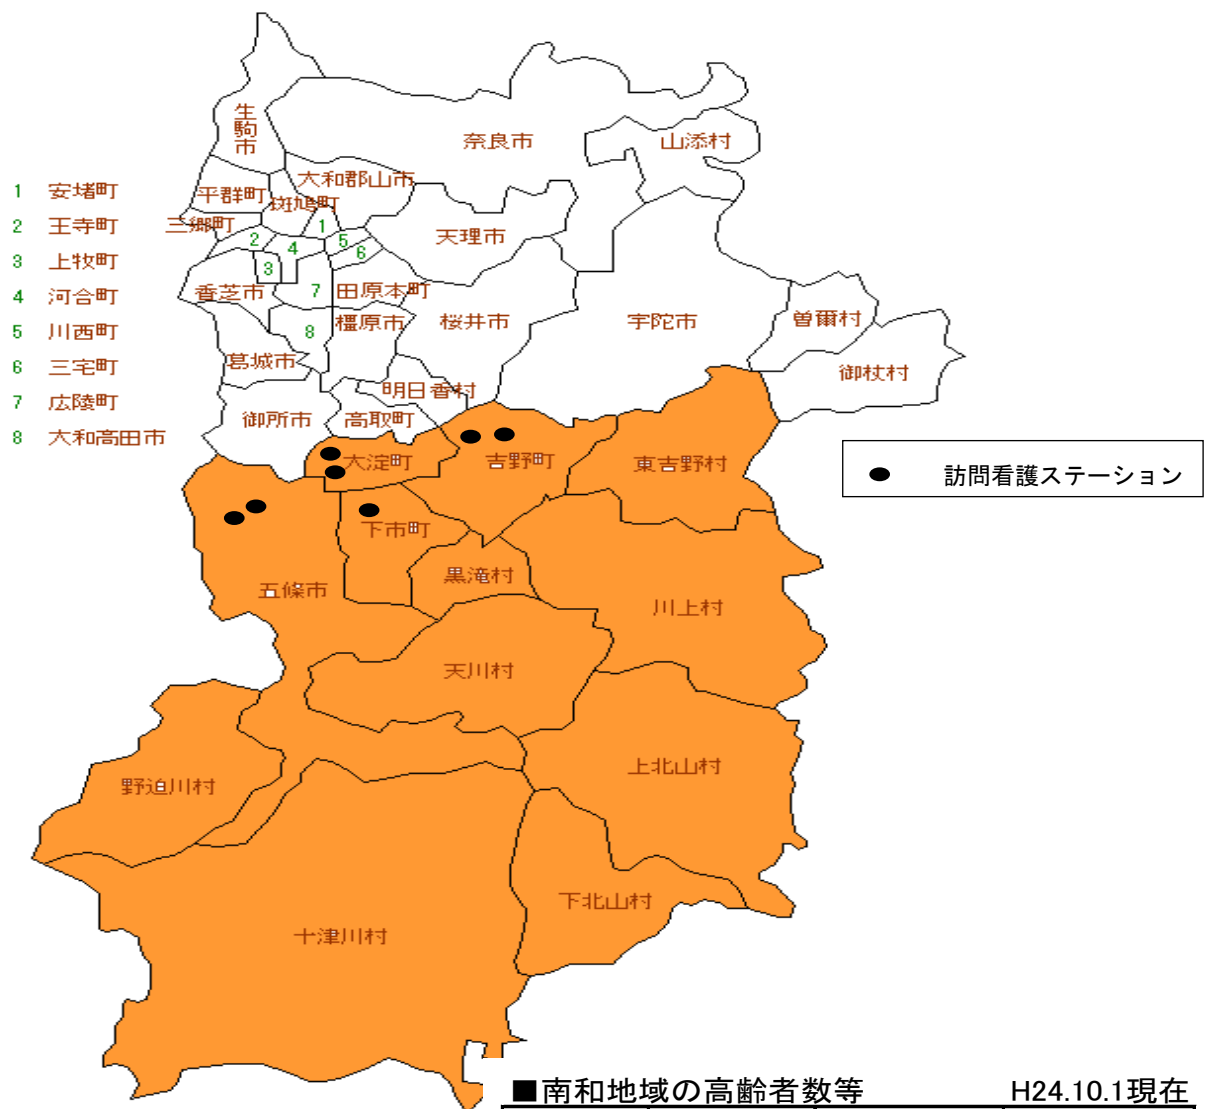 生駒市
奈良市
山添村
大和郡山市
平群町
斑鳩町
三郷町
天理市
1 安堵町
2 王寺町
3 上牧町
4 河合町
5 川西町
6 三宅町
7 広陵町
8 大和高田市
1
2
4
5
6
3
7
8
香芝市
田原本町
橿原市
桜井市
宇陀市
曽爾村
御杖村
葛城市
明日香村
御所市
高取町
大淀町
吉野町
東吉野村
● 訪問看護ステーション
下市町
黒滝村
五條市
川上村
天川村
上北山村
野迫川村
下北山村
十津川村
■南和地域の高齢者数等 H24.10.1現在